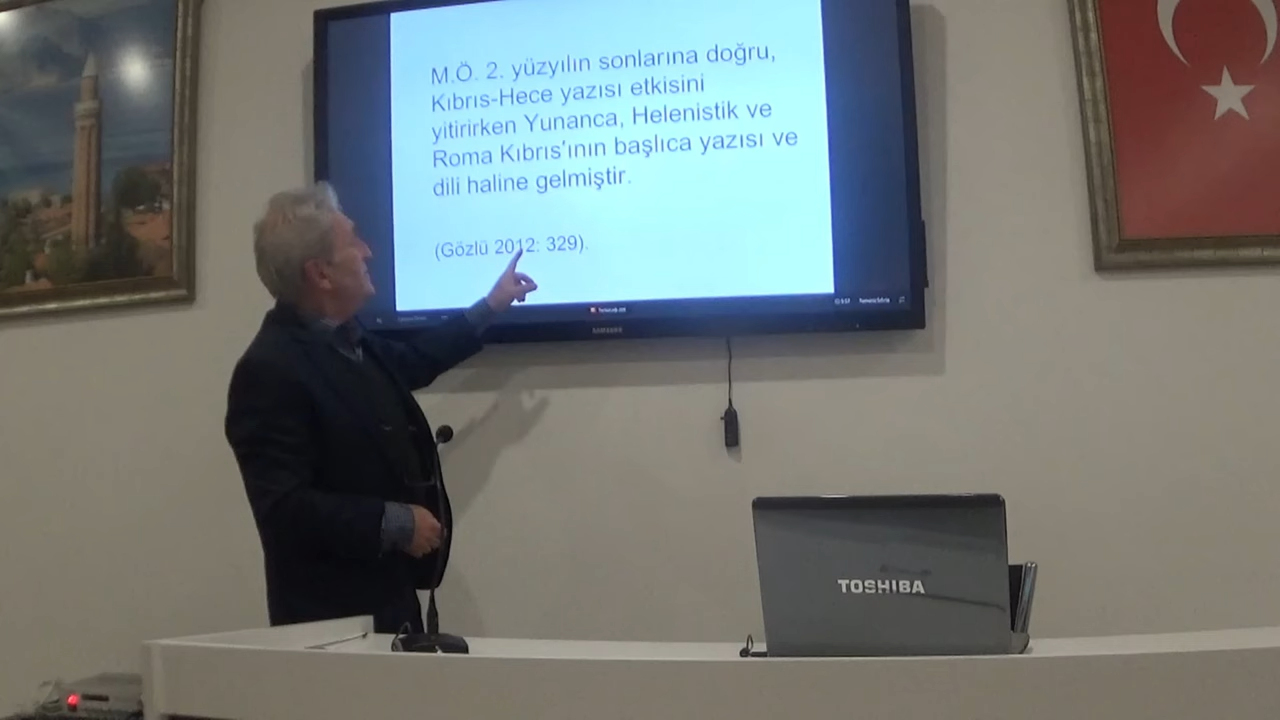 M.Ö. 2. yüzyılın sonlarına doğru,
Kıbrıs-Hece yazısı etkisini
yitirirken Yunanca, Helenistik ve
Roma Kıbrıs'ının başlıca yazısı ve
dili haline gelmiştir.
(Gözlü 2012: 329).
SAMSUNG
TOSHIBA